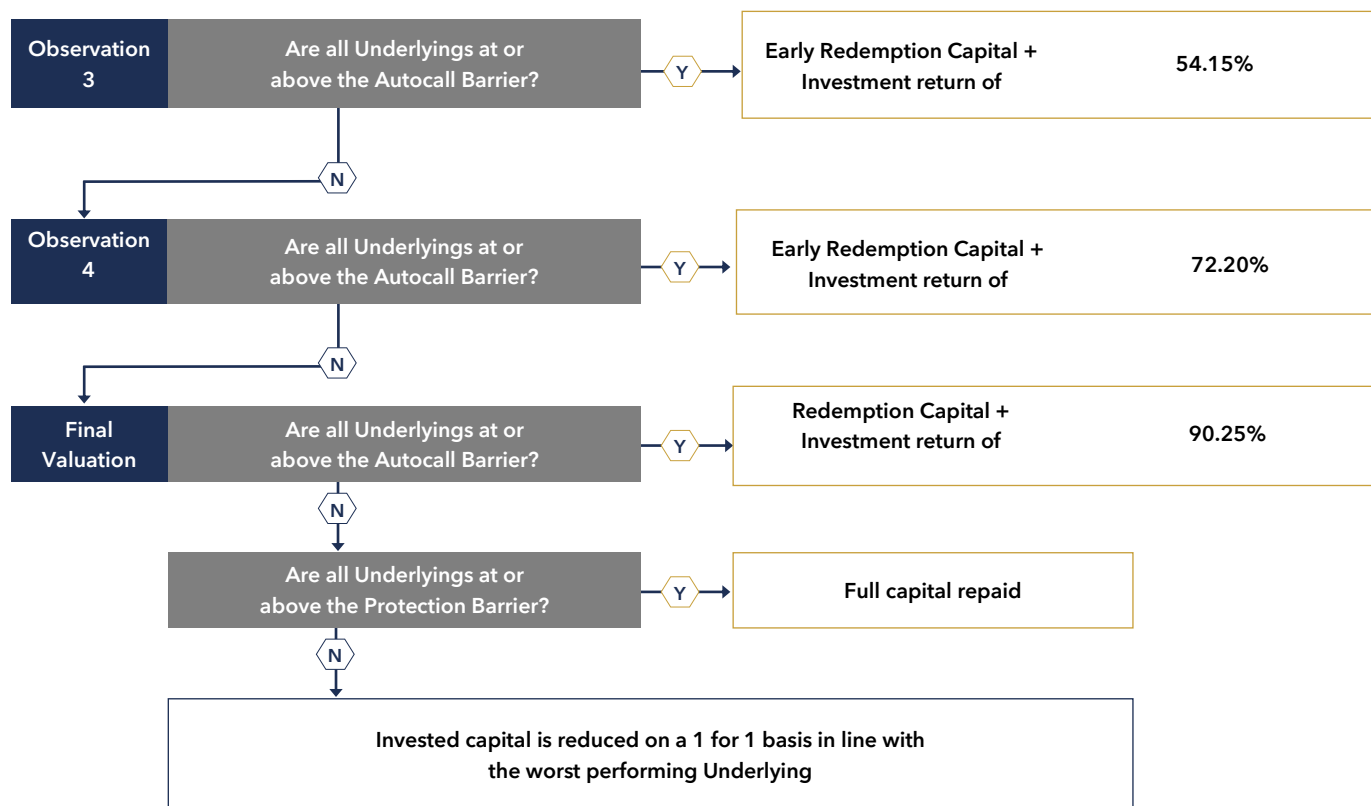 Observation
3
Are all Underlyings at or
above the Autocall Barrier?
Y
Early Redemption Capital +
Investment return of
54.15%
N
Observation
4
Are all Underlyings at or
above the Autocall Barrier?
Y
Early Redemption Capital +
Investment return of
72.20%
N
Final
Valuation
Are all Underlyings at or
above the Autocall Barrier?
Y
Redemption Capital +
Investment return of
90.25%
N
Are all Underlyings at or
above the Protection Barrier?
Y
Full capital repaid
N
Invested capital is reduced on a 1 for 1 basis in line with
the worst performing Underlying